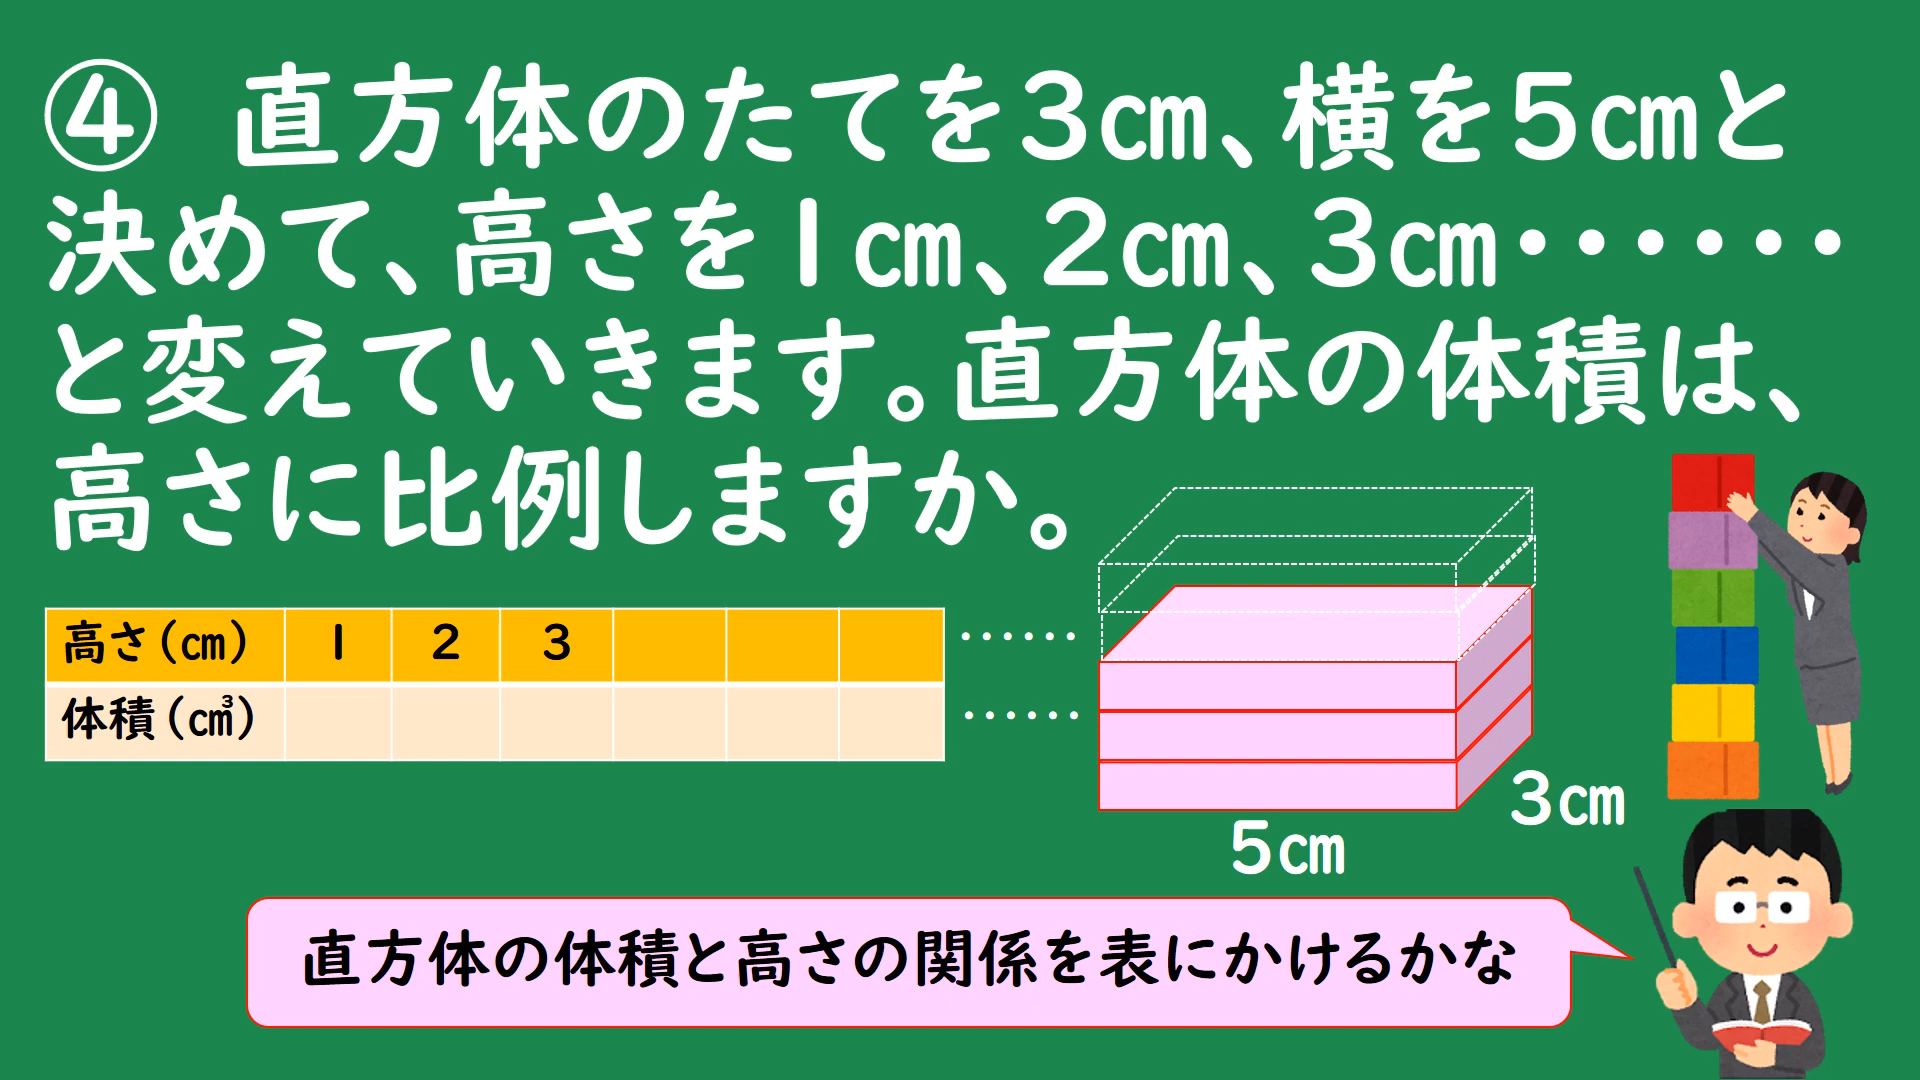 ④ 直方体のたてを3㎝、横を5㎝と
決めて、高さを1㎝、2㎝、3㎝・・・・・・
と変えていきます。直方体の体積は、
高さに比例しますか。
高さ(㎝) 1 2 3 ・・・・・・
体積(㎤) ・・・・・・
3㎝
5㎝
直方体の体積と高さの関係を表にかけるかな